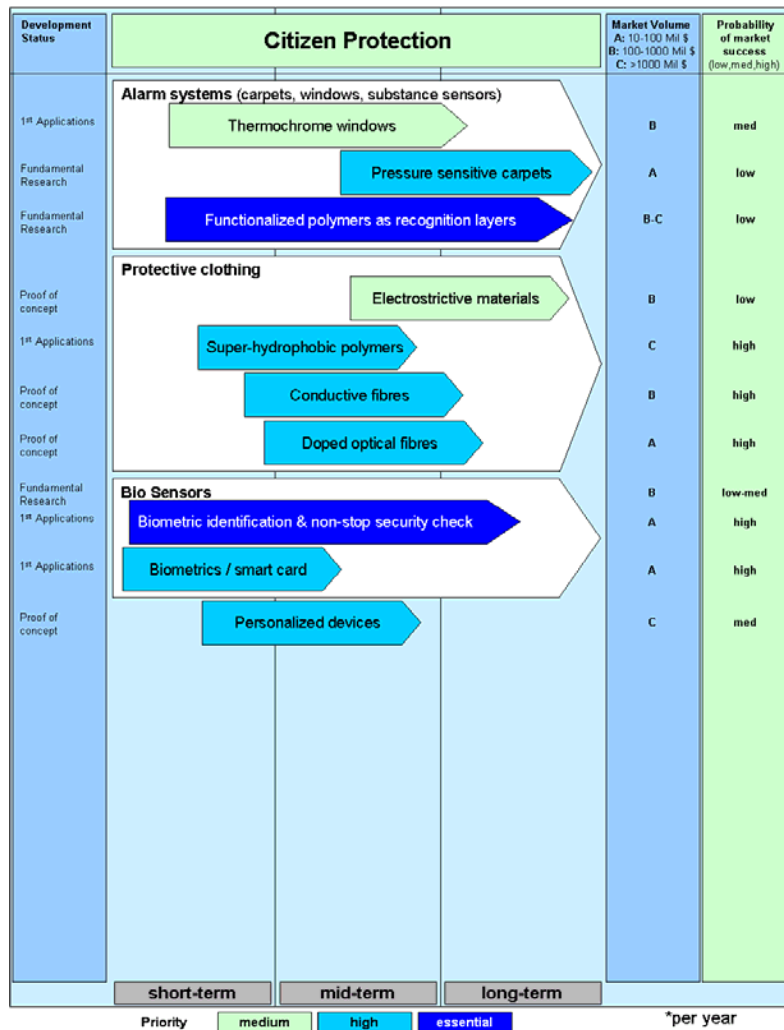 Development
Status
Citizen Protection
Market Volume
A: 10-100 Mil $
B: 100-1000 Mil $
C: >1000 Mil $
Probability
of market
success
(low,med,high)
Alarm systems (carpets, windows, substance sensors)
1st Applications
Thermochrome windows
B
med
Fundamental
Research
Pressure sensitive carpets
A
low
Fundamental
Research
Functionalized polymers as recognition layers
B-C
low
Protective clothing
Proof of
concept
Electrostrictive materials
B
low
1st Applications
Super-hydrophobic polymers
C
high
Proof of
concept
Conductive fibres
B
high
Proof of
concept
Doped optical fibres
A
high
Fundamental
Research
Bio Sensors
B
low-med
1st Applications
Biometric identification & non-stop security check
A
high
1st Applications
Biometrics / smart card
A
high
Proof of
concept
Personalized devices
C
med
short-term
mid-term
long-term
Priority
medium
high
essential
*per year